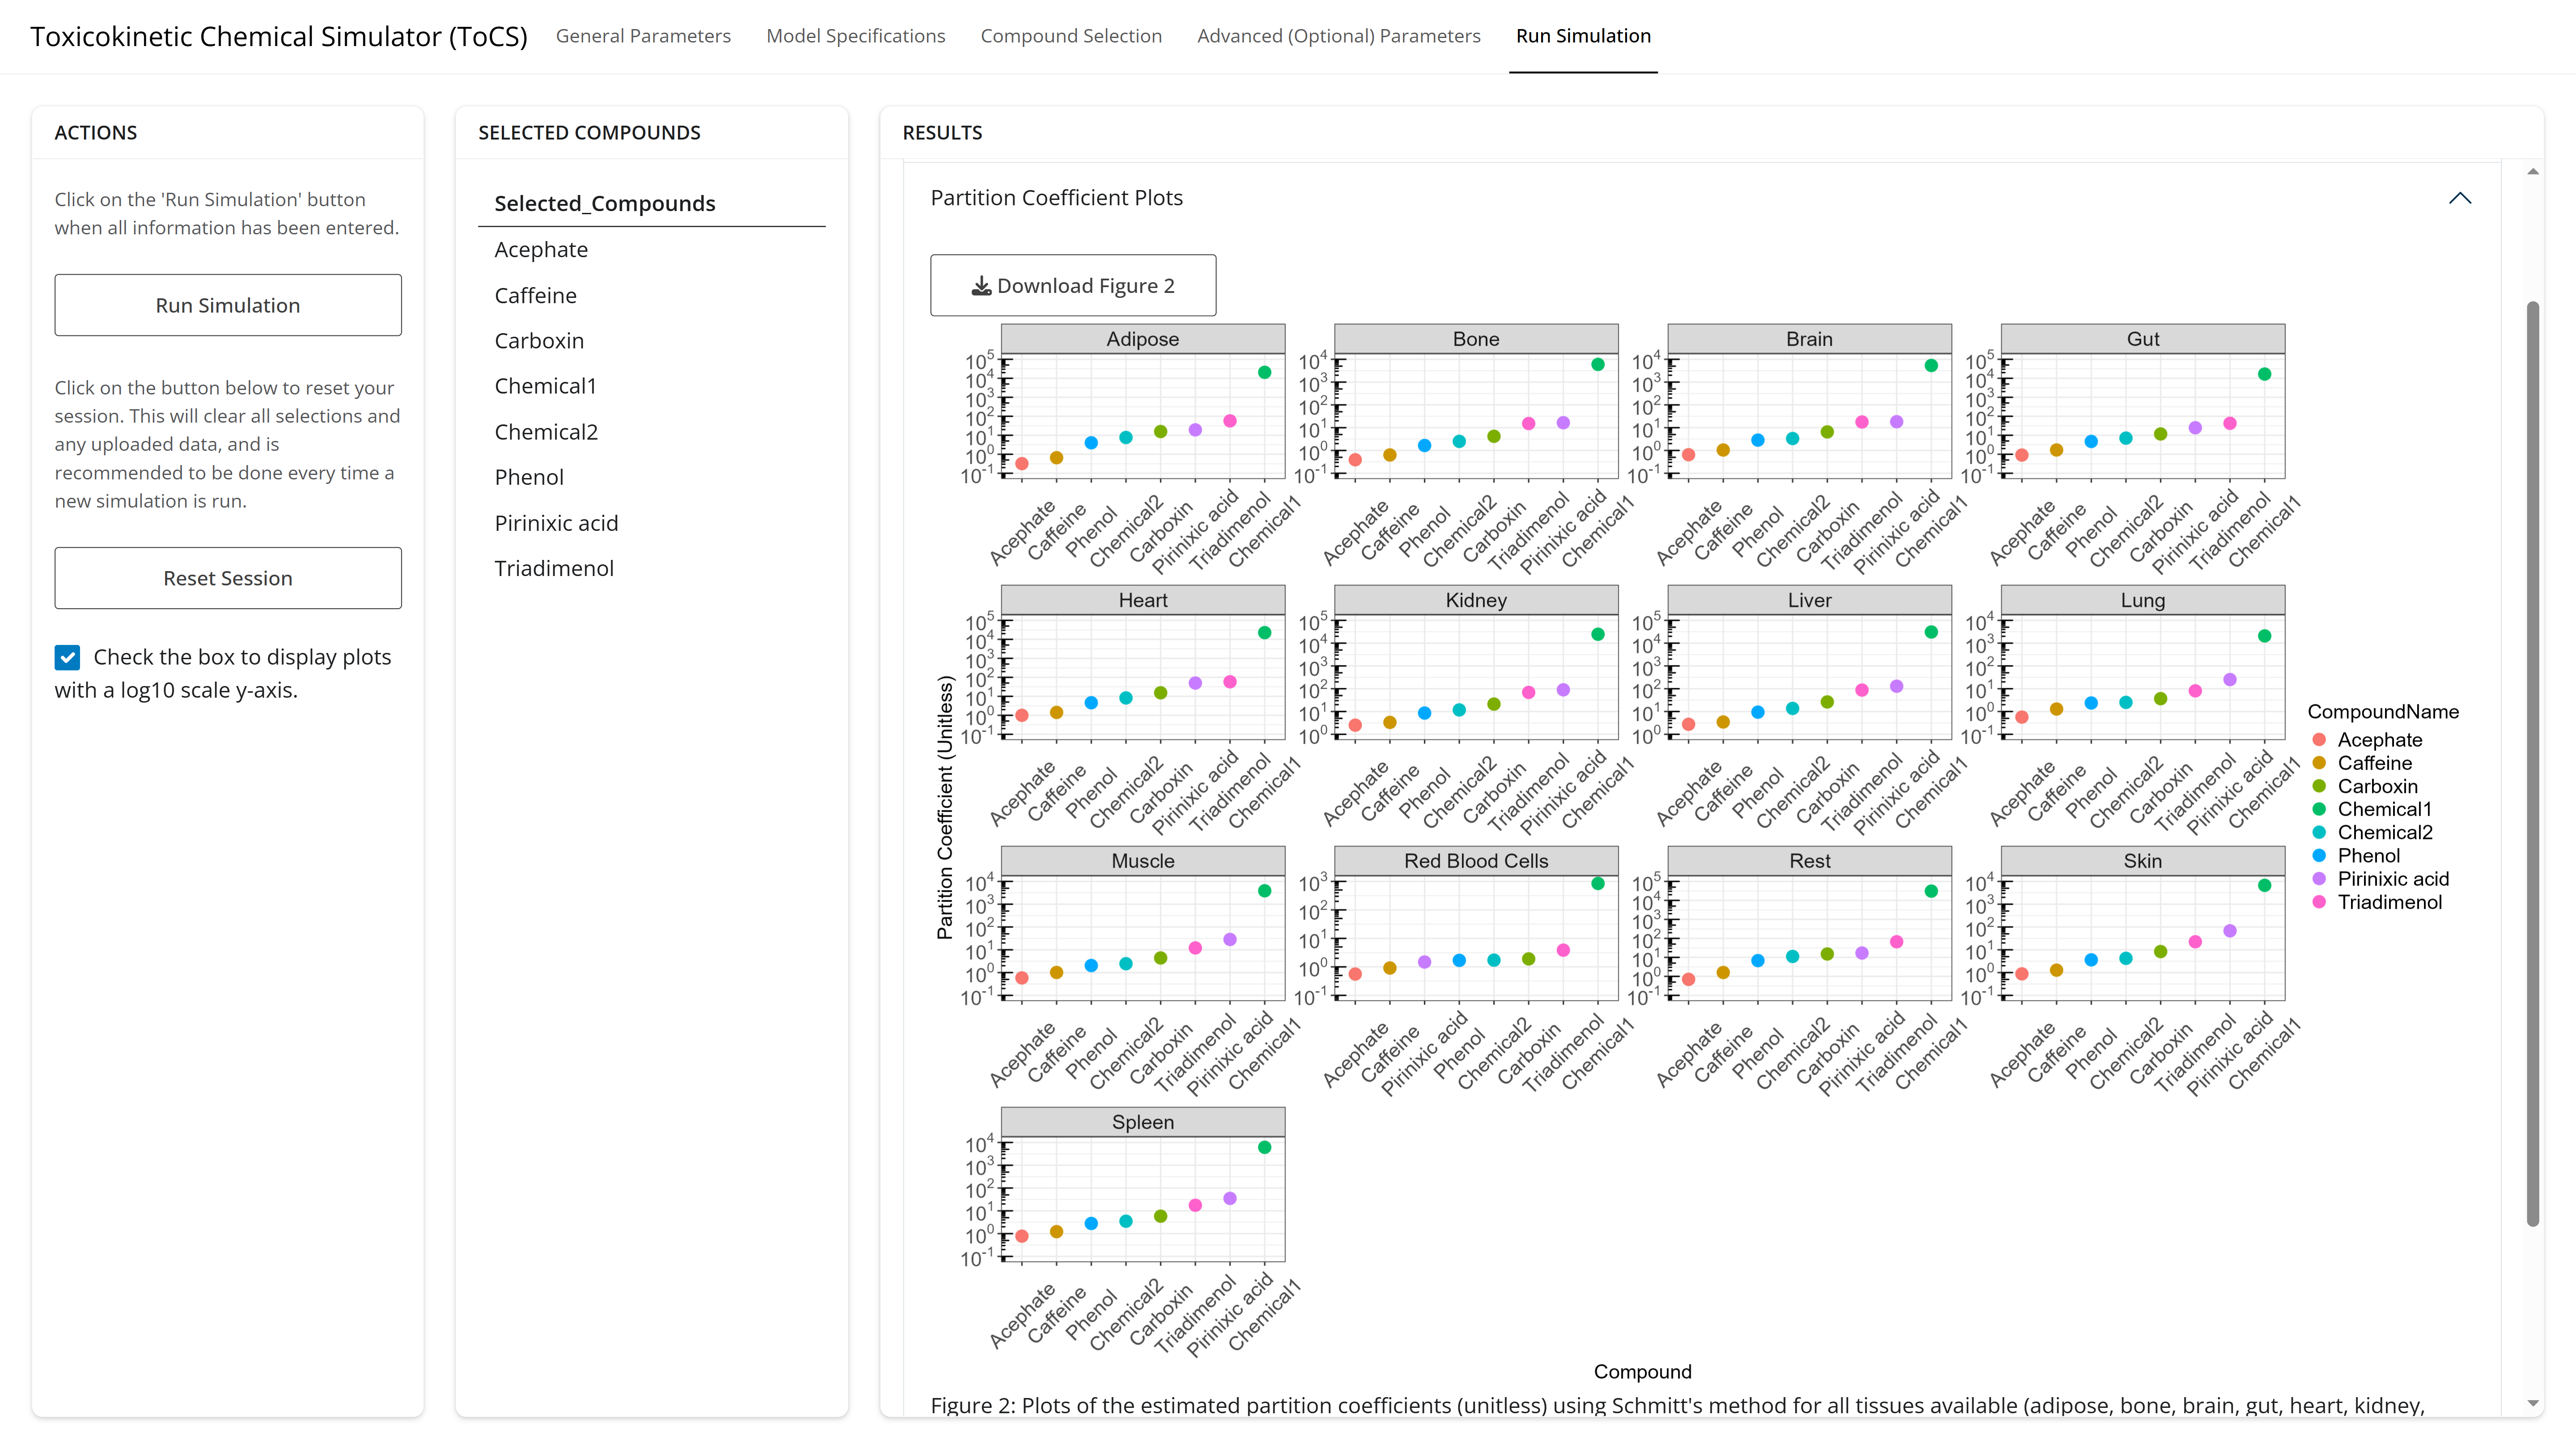 Toxicokinetic Chemical Simulator (ToCS) General Parameters Model Specifications Compound Selection Advanced (Optional) Parameters Run Simulation
ACTIONS
Click on the 'Run Simulation' button
when all information has been entered.
Run Simulation
Click on the button below to reset your
session. This will clear all selections and
any uploaded data, and is
recommended to be done every time a
new simulation is run.
Reset Session
Check the box to display plots
with a log10 scale y-axis.
SELECTED COMPOUNDS
Selected_Compounds
Acephate
Caffeine
Carboxin
Chemical1
Chemical2
Phenol
Pirinixic acid
Triadimenol
RESULTS
Partition Coefficient Plots
Download Figure 2
Partition Coefficient (Unitless)
Adipose
10^5
10^4
10^3
10^2
10^1
10^0
10^-1
Acephate
Caffeine
Phenol
Chemical2
Carboxin
Pirinixic acid
Triadimenol
Chemical1
Bone
10^4
10^3
10^2
10^1
10^0
10^-1
Acephate
Caffeine
Phenol
Chemical2
Carboxin
Triadimenol
Pirinixic acid
Chemical1
Brain
10^4
10^3
10^2
10^1
10^0
10^-1
Acephate
Caffeine
Phenol
Chemical2
Carboxin
Triadimenol
Pirinixic acid
Chemical1
Gut
10^5
10^4
10^3
10^2
10^1
10^0
10^-1
Acephate
Caffeine
Phenol
Chemical2
Carboxin
Pirinixic acid
Triadimenol
Chemical1
Heart
10^5
10^4
10^3
10^2
10^1
10^0
10^-1
Acephate
Caffeine
Phenol
Chemical2
Carboxin
Pirinixic acid
Triadimenol
Chemical1
Kidney
10^5
10^4
10^3
10^2
10^1
10^0
Acephate
Caffeine
Phenol
Chemical2
Carboxin
Triadimenol
Pirinixic acid
Chemical1
Liver
10^5
10^4
10^3
10^2
10^1
10^0
Acephate
Caffeine
Phenol
Chemical2
Carboxin
Triadimenol
Pirinixic acid
Chemical1
Lung
10^4
10^3
10^2
10^1
10^0
10^-1
Acephate
Caffeine
Phenol
Chemical2
Carboxin
Triadimenol
Pirinixic acid
Chemical1
Muscle
10^4
10^3
10^2
10^1
10^0
10^-1
Acephate
Caffeine
Phenol
Chemical2
Carboxin
Triadimenol
Pirinixic acid
Chemical1
Red Blood Cells
10^3
10^2
10^1
10^0
10^-1
Acephate
Caffeine
Pirinixic acid
Phenol
Chemical2
Carboxin
Triadimenol
Chemical1
Rest
10^5
10^4
10^3
10^2
10^1
10^0
10^-1
Acephate
Caffeine
Phenol
Chemical2
Carboxin
Pirinixic acid
Triadimenol
Chemical1
Skin
10^4
10^3
10^2
10^1
10^0
10^-1
Acephate
Caffeine
Phenol
Chemical2
Carboxin
Triadimenol
Pirinixic acid
Chemical1
Spleen
10^4
10^3
10^2
10^1
10^0
10^-1
Acephate
Caffeine
Phenol
Chemical2
Carboxin
Triadimenol
Pirinixic acid
Chemical1
Compound
CompoundName
Acephate
Caffeine
Carboxin
Chemical1
Chemical2
Phenol
Pirinixic acid
Triadimenol
Figure 2: Plots of the estimated partition coefficients (unitless) using Schmitt's method for all tissues available (adipose, bone, brain, gut, heart, kidney,